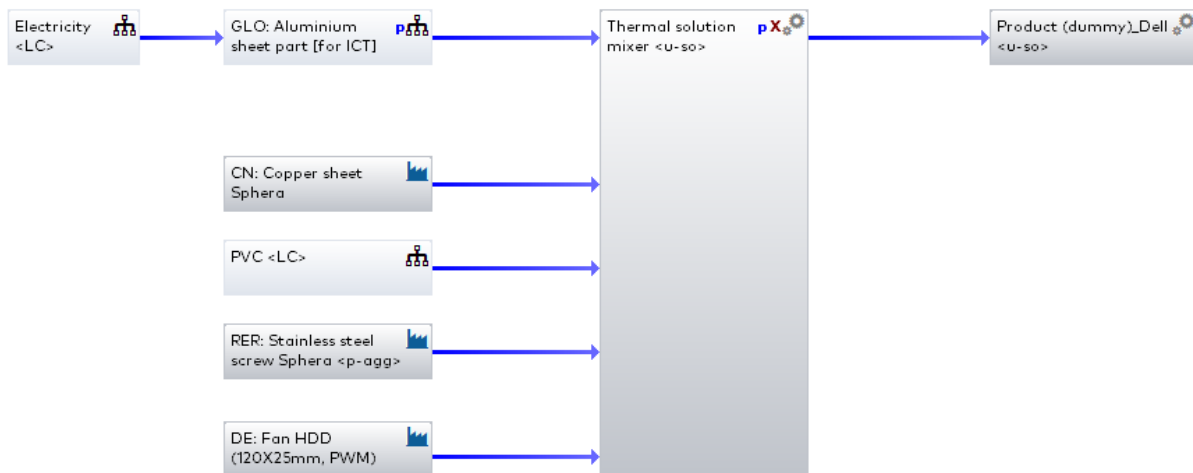 Electricity
<LC>
GLO: Aluminium
sheet part [for ICT]
p
Thermal solution
mixer <u-so>
p X
Product (dummy)_Dell
<u-so>
CN: Copper sheet
Sphera
PVC <LC>
RER: Stainless steel
screw Sphera <p-agg>
DE: Fan HDD
(120X25mm, PWM)